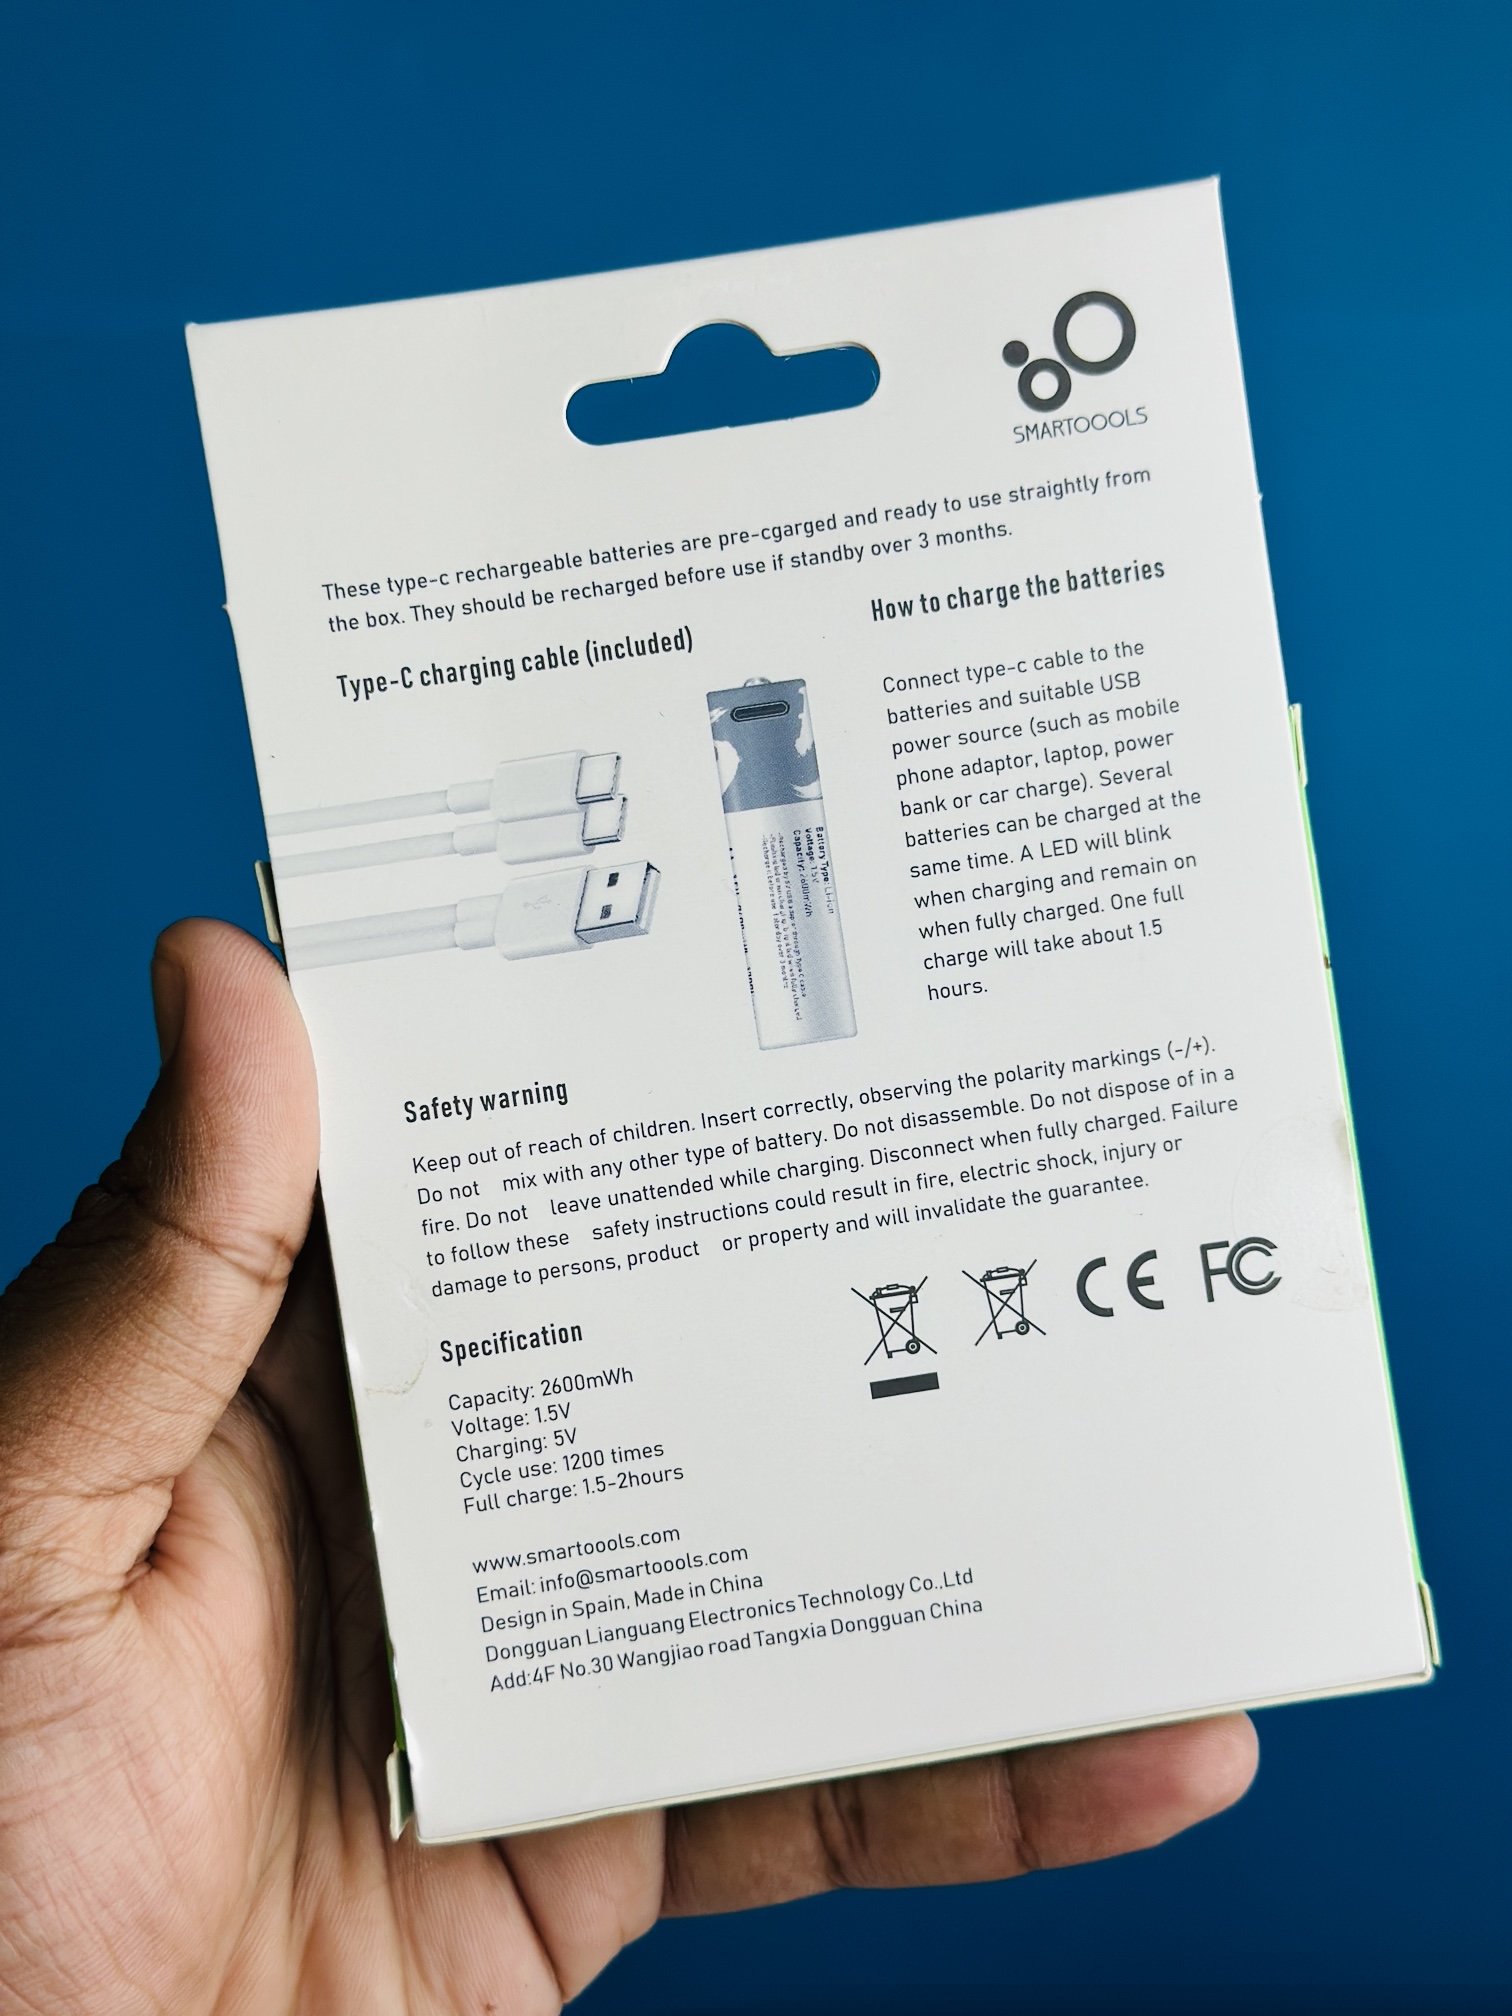 SMARTOOOLS
These type-c rechargeable batteries are pre-cgarged and ready to use straightly from
the box. They should be recharged before use if standby over 3 months.
Type-C charging cable (included)
Battery Type: Li-ion
Voltage: 1.5V
Capacity: 2600mWh
How to charge the batteries
Connect type-c cable to the
batteries and suitable USB
power source (such as mobile
phone adaptor, laptop, power
bank or car charge). Several
batteries can be charged at the
same time. A LED will blink
when charging and remain on
when fully charged. One full
charge will take about 1.5
hours.
Safety warning
Keep out of reach of children. Insert correctly, observing the polarity markings (-/+).
Do not mix with any other type of battery. Do not disassemble. Do not dispose of in a
fire. Do not leave unattended while charging. Disconnect when fully charged. Failure
to follow these safety instructions could result in fire, electric shock, injury or
damage to persons, product or property and will invalidate the guarantee.
CE FC
Specification
Capacity: 2600mWh
Voltage: 1.5V
Charging: 5V
Cycle use: 1200 times
Full charge: 1.5-2hours
www.smartoools.com
Email: info@smartoools.com
Design in Spain, Made in China
Dongguan Lianguang Electronics Technology Co.,Ltd
Add:4F No.30 Wangjiao road Tangxia Dongguan China